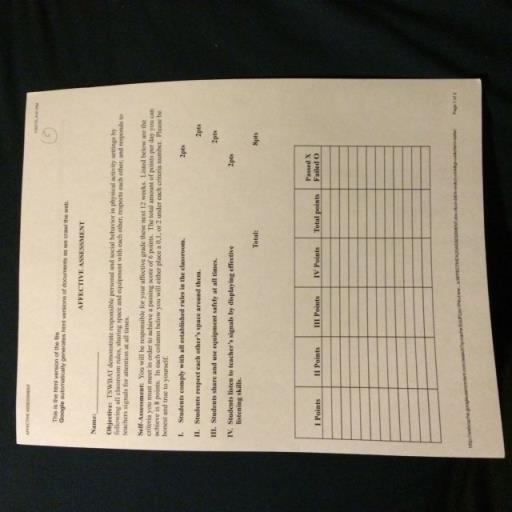 AFFECTIVE ASSESSMENT
This is the html version of the file
Google automatically generates html versions of documents as we crawl the web.
AFFECTIVE ASSESSMENT
Name:
Objective: TSWBAT demonstrate responsible personal and social behavior in physical activity settings by
following all classroom rules, sharing space and equipment with each other, respects each other, and responds to
teachers signals for attention at all times.
Self-Assessment: You will be responsible for your affective grade these next 12 weeks. Listed below are the
criteria you must meet in order to achieve a passing score of 6 points. The total amount of points per day you can
achieve is 8 points. In each column below you will either place a 0,1, or 2 under each criteria number. Please be
honest and true to yourself.
I. Students comply with all established rules in the classroom. 2pts
II. Students respect each other's space around them. 2pts
III. Students share and use equipment safely at all times. 2pts
IV. Students listen to teacher's signals by displaying effective 2pts
listening skills.
Total: 8pts
I Points II Points III Points IV Points Total points Passed X
Failed O
Page 1 of 2